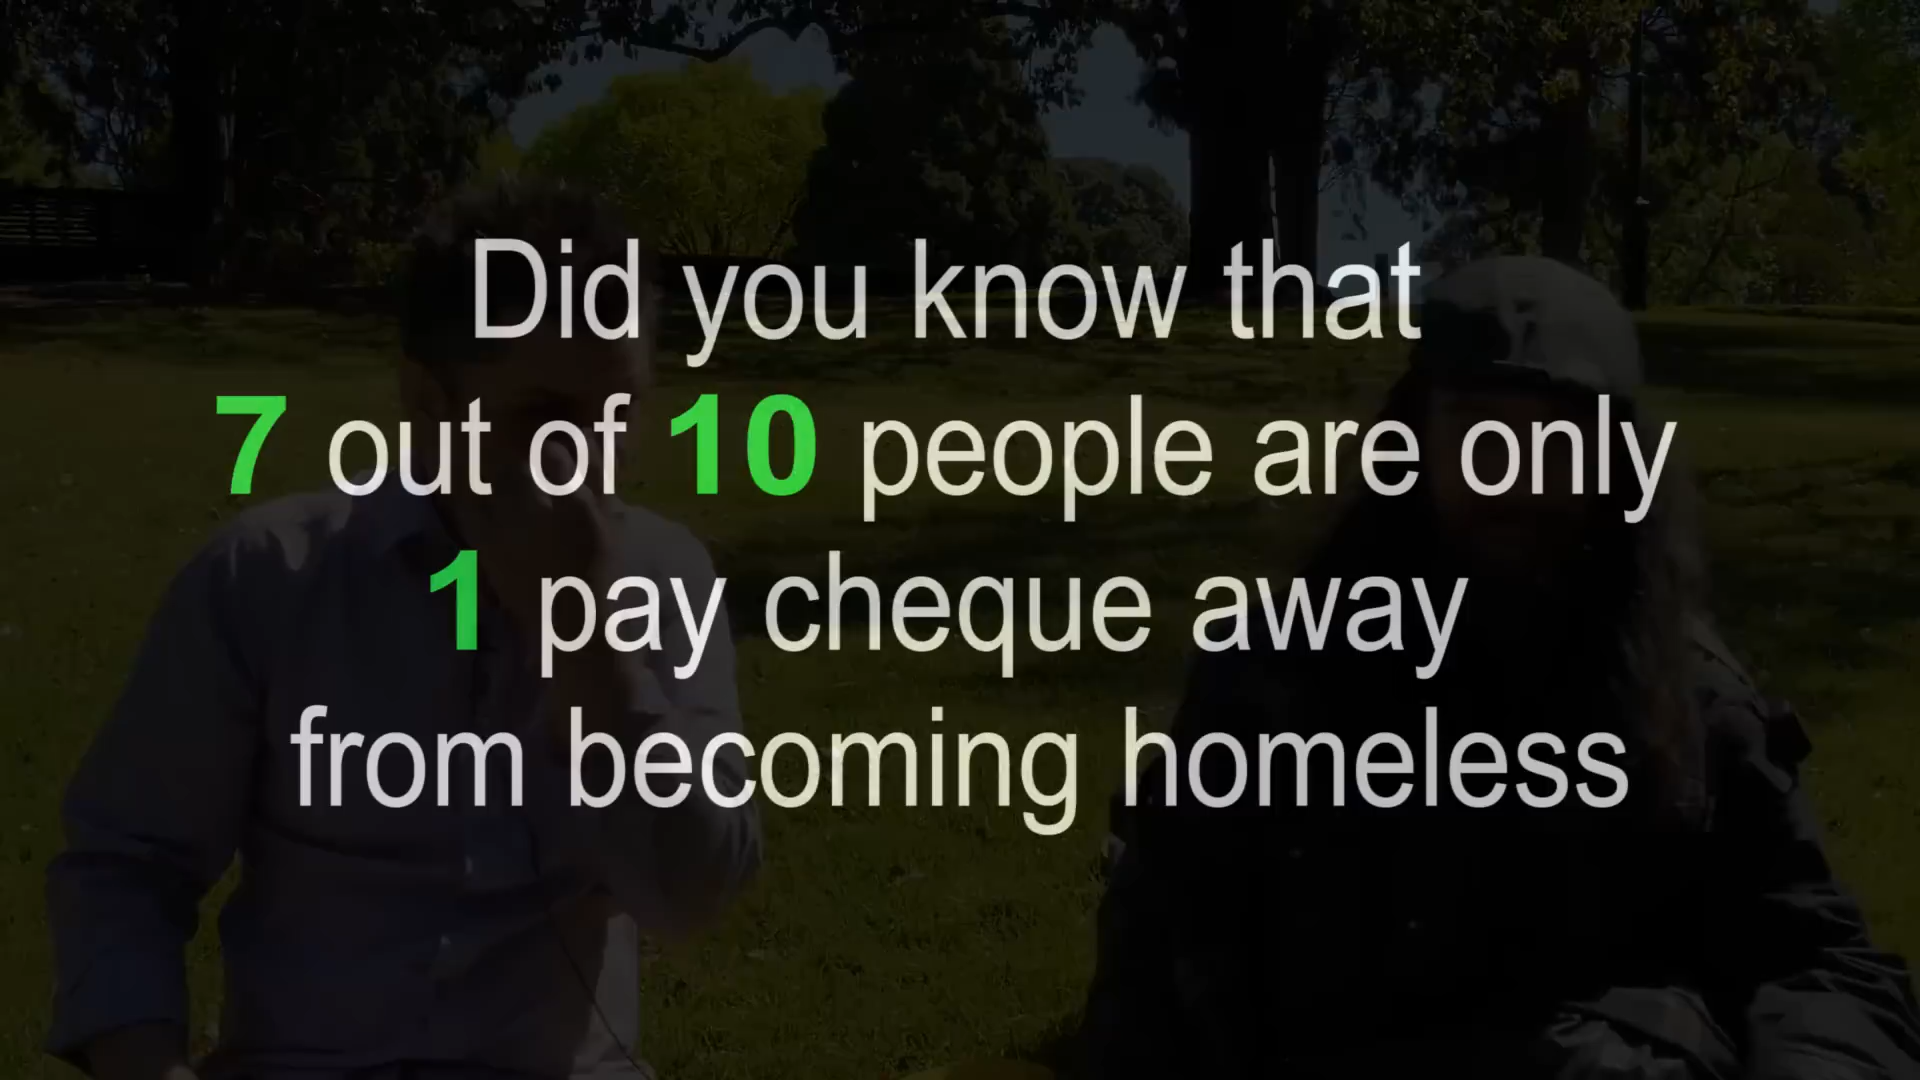 Did you know that
7 out of 10 people are only
1 pay cheque away
from becoming homeless